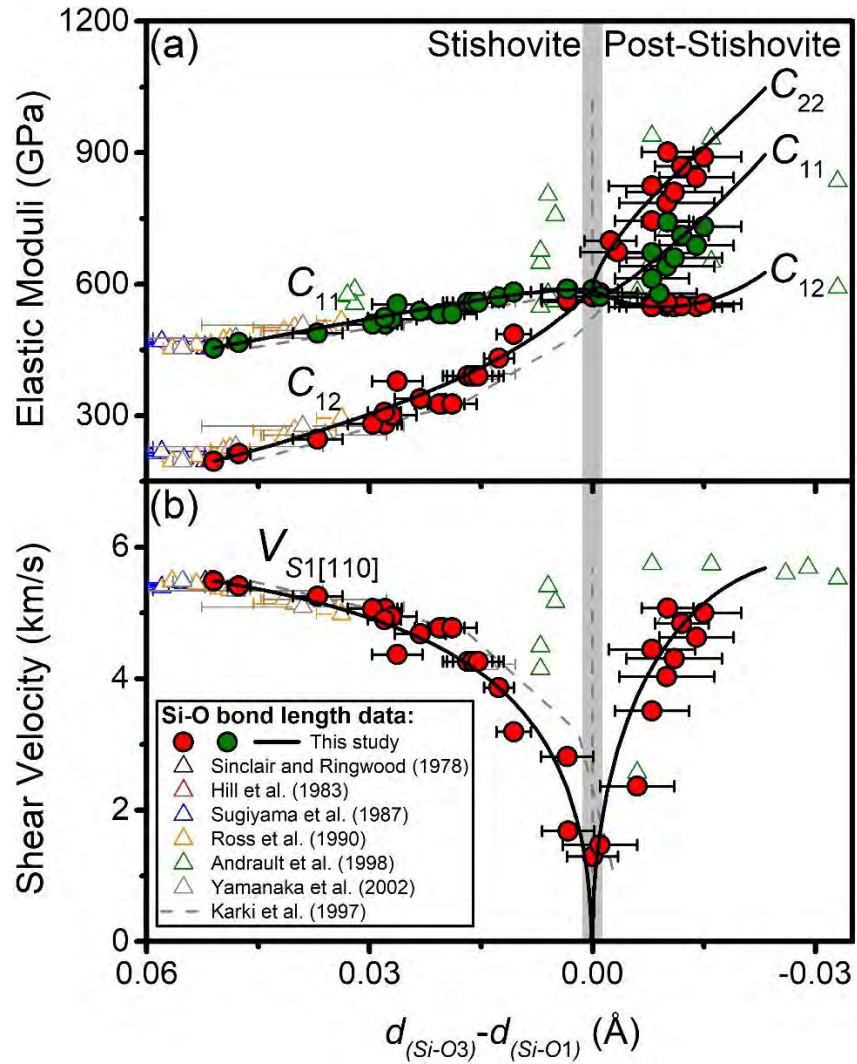 (a)
Stishovite
Post-Stishovite
1200
900
600
300
Elastic Moduli (GPa)
C22
C11
C12
C11
C12
(b)
VS1[110]
6
4
2
0
Shear Velocity (km/s)
Si-O bond length data:
This study
Sinclair and Ringwood (1978)
Hill et al. (1983)
Sugiyama et al. (1987)
Ross et al. (1990)
Andrault et al. (1998)
Yamanaka et al. (2002)
Karki et al. (1997)
0.06 0.03 0.00 -0.03
d(Si-O3)-d(Si-O1) (Å)